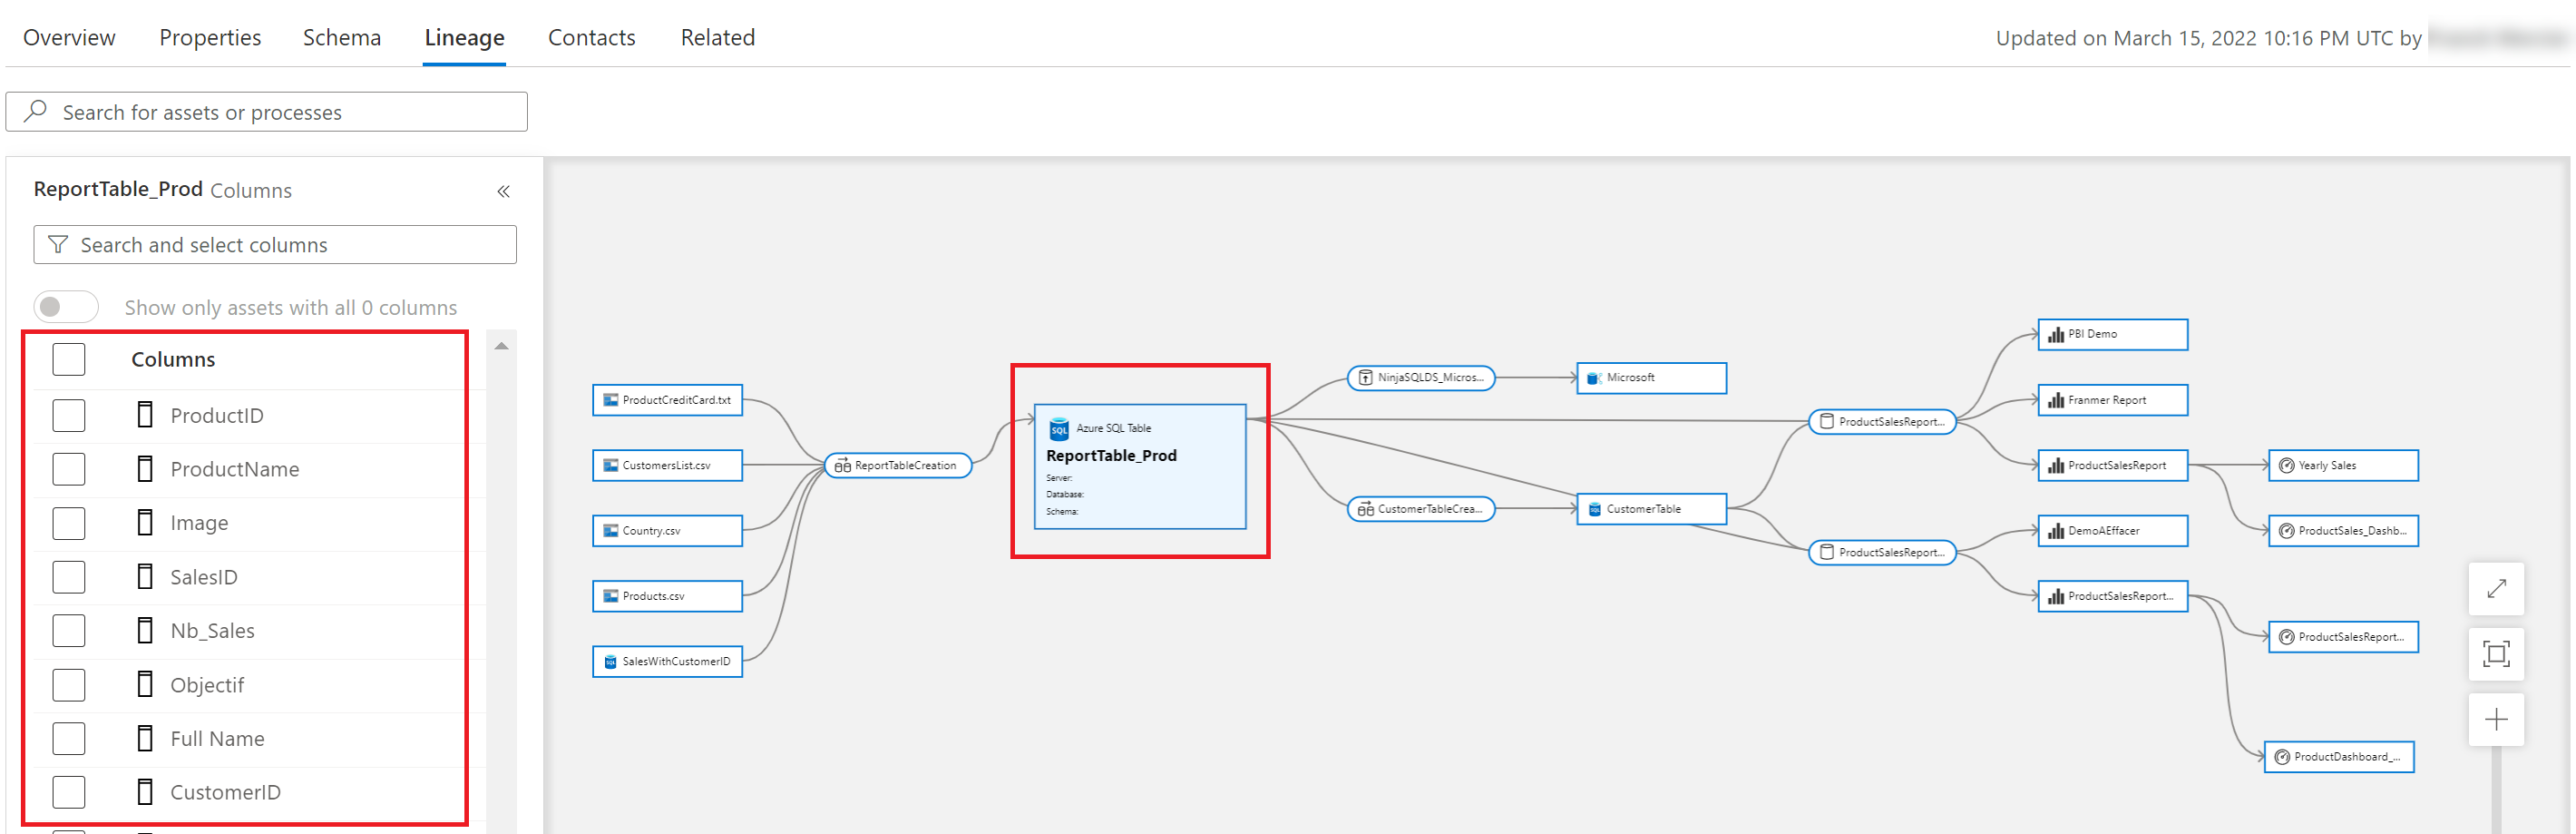 Overview Properties Schema Lineage Contacts Related
Updated on March 15, 2022 10:16 PM UTC by
Search for assets or processes
ReportTable_Prod Columns
Search and select columns
Show only assets with all 0 columns
Columns
ProductID
ProductName
Image
SalesID
Nb_Sales
Objectif
Full Name
CustomerID
ProductCreditCard.txt
CustomersList.csv
Country.csv
Products.csv
SalesWithCustomerID
ReportTableCreation
SQL
Azure SQL Table
ReportTable_Prod
Server:
Database:
Schema:
NinjaSQLDS_Micros...
Microsoft
CustomerTableCrea...
CustomerTable
ProductSalesReport...
ProductSalesReport...
PBI Demo
Franmer Report
ProductSalesReport
DemoAEffacer
ProductSalesReport...
Yearly Sales
ProductSales_Dashb...
ProductSalesReport...
ProductDashboard_...